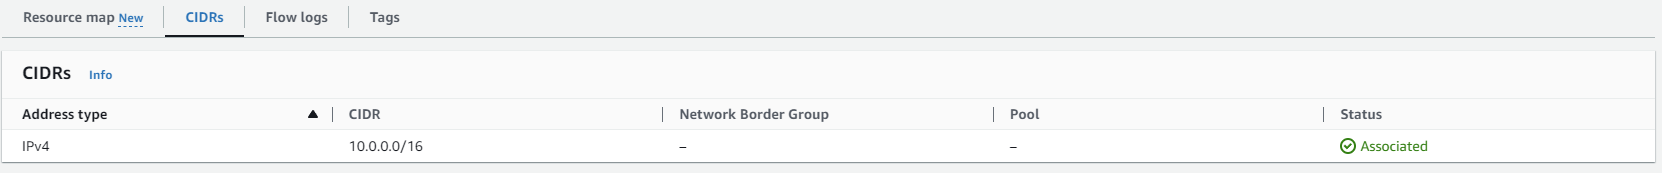 Resource map New CIDRs Flow logs Tags
CIDRs Info
Address type CIDR Network Border Group Pool Status
IPv4 10.0.0.0/16 – – Associated